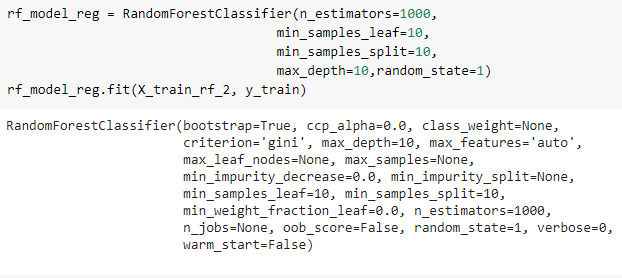 rf_model_reg = RandomForestClassifier(n_estimators=1000,
min_samples_leaf=10,
min_samples_split=10,
max_depth=10,random_state=1)
rf_model_reg.fit(X_train_rf_2, y_train)
RandomForestClassifier(bootstrap=True, ccp_alpha=0.0, class_weight=None,
criterion='gini', max_depth=10, max_features='auto',
max_leaf_nodes=None, max_samples=None,
min_impurity_decrease=0.0, min_impurity_split=None,
min_samples_leaf=10, min_samples_split=10,
min_weight_fraction_leaf=0.0, n_estimators=1000,
n_jobs=None, oob_score=False, random_state=1, verbose=0,
warm_start=False)